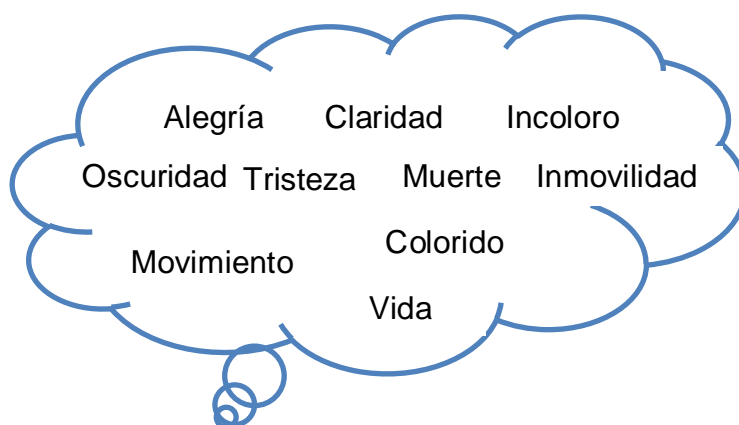 Alegría Claridad Incoloro
Oscuridad Tristeza Muerte Inmovilidad
Colorido
Movimiento
Vida